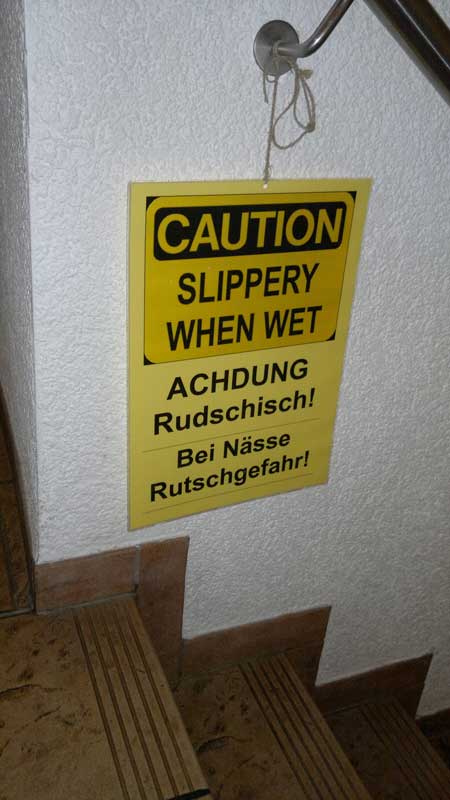 CAUTION
SLIPPERY
WHEN WET
ACHDUNG
Rudschisch!
Bei Nässe
Rutschgefahr!